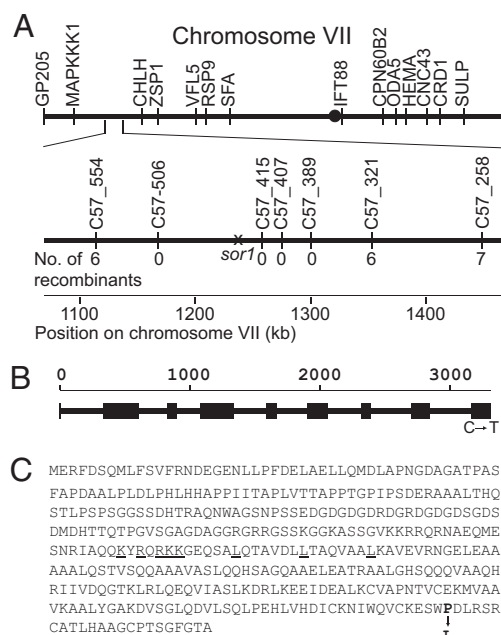 A
Chromosome VII
GP205
MAPKKK1
CHLH
ZSP1
VFL5
RSP9
SFA
IFT88
CPN60B2
ODA5
HEMA
CNC43
CRD1
SULP
C57_554
C57-506
C57_415
C57_407
C57_389
C57_321
C57_258
x
sor1
No. of 6 0 0 0 0 6 7
recombinants
1100 1200 1300 1400
Position on chromosome VII (kb)
B
0 1000 2000 3000
C→T
C
MERFDSQMLFSVFRNDEGENLLPFDELAELLQMDLAPNGDAGATPAS
FAPDAALPLDLPHLHHAPPIITAPLVTTAPPTGPIPSDERAAALTHQ
STLPSPSGGSSDHTRAQNWAGSNPSSEDGDGDGDRDGRGDGDGDSGDS
DMDHTTQTPGVSGAGDAGGRGRRGSSKGGKASSGVKKRRQRNAEQME
SNRIAQQKYRQRKKGEQSALQTAVDLLTAQVAALKAVEVRNGELEAA
AAALQSTVSQQAAAVASLQQHSAGQAAELEATRAALGHSQQQVAAQH
RIIVDQGTKLRLQEQVIASLKDRLKEEIDEALKCVAPNTVCEKMVAA
VKAALYGAKDVSGLQDVLSQLPEHLVHDICKNIWQVCKESWPDLRSR
CATLHAAGCPTSGFGTA